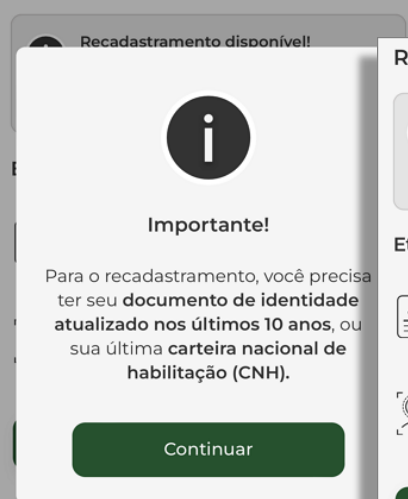 Recadastramento disponível!
Importante!
Para o recadastramento, você precisa
ter seu documento de identidade
atualizado nos últimos 10 anos, ou
sua última carteira nacional de
habilitação (CNH).
Continuar